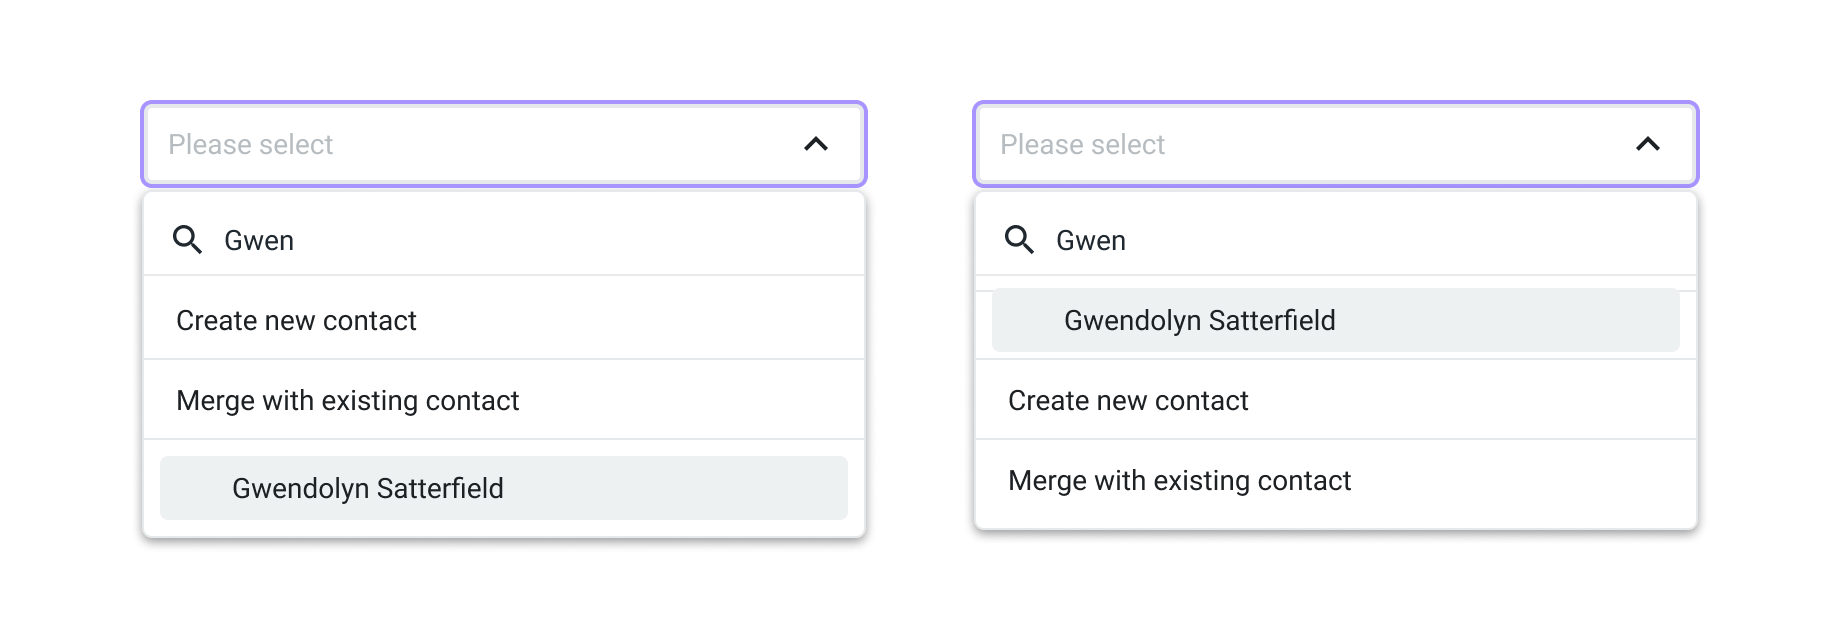 Please select
Gwen
Create new contact
Merge with existing contact
Gwendolyn Satterfield
Please select
Gwen
Gwendolyn Satterfield
Create new contact
Merge with existing contact